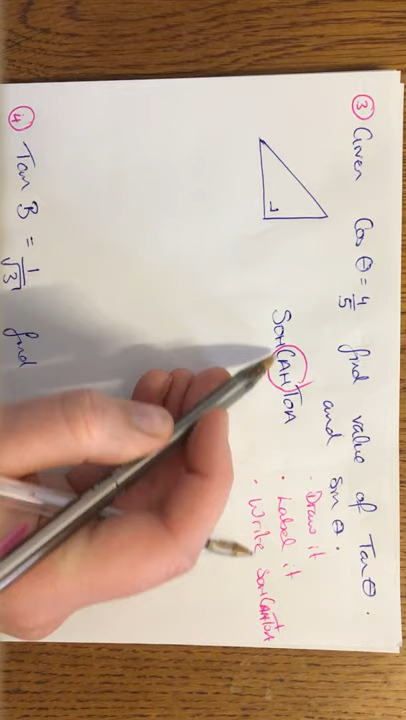 ③ Given Cos θ = 4/5 find value of Tan θ.
and sin θ.
SOHCAHTOA
· Draw it
· Label it
· Write SOHCAHTOA
④ Tan B = 1/√3 find